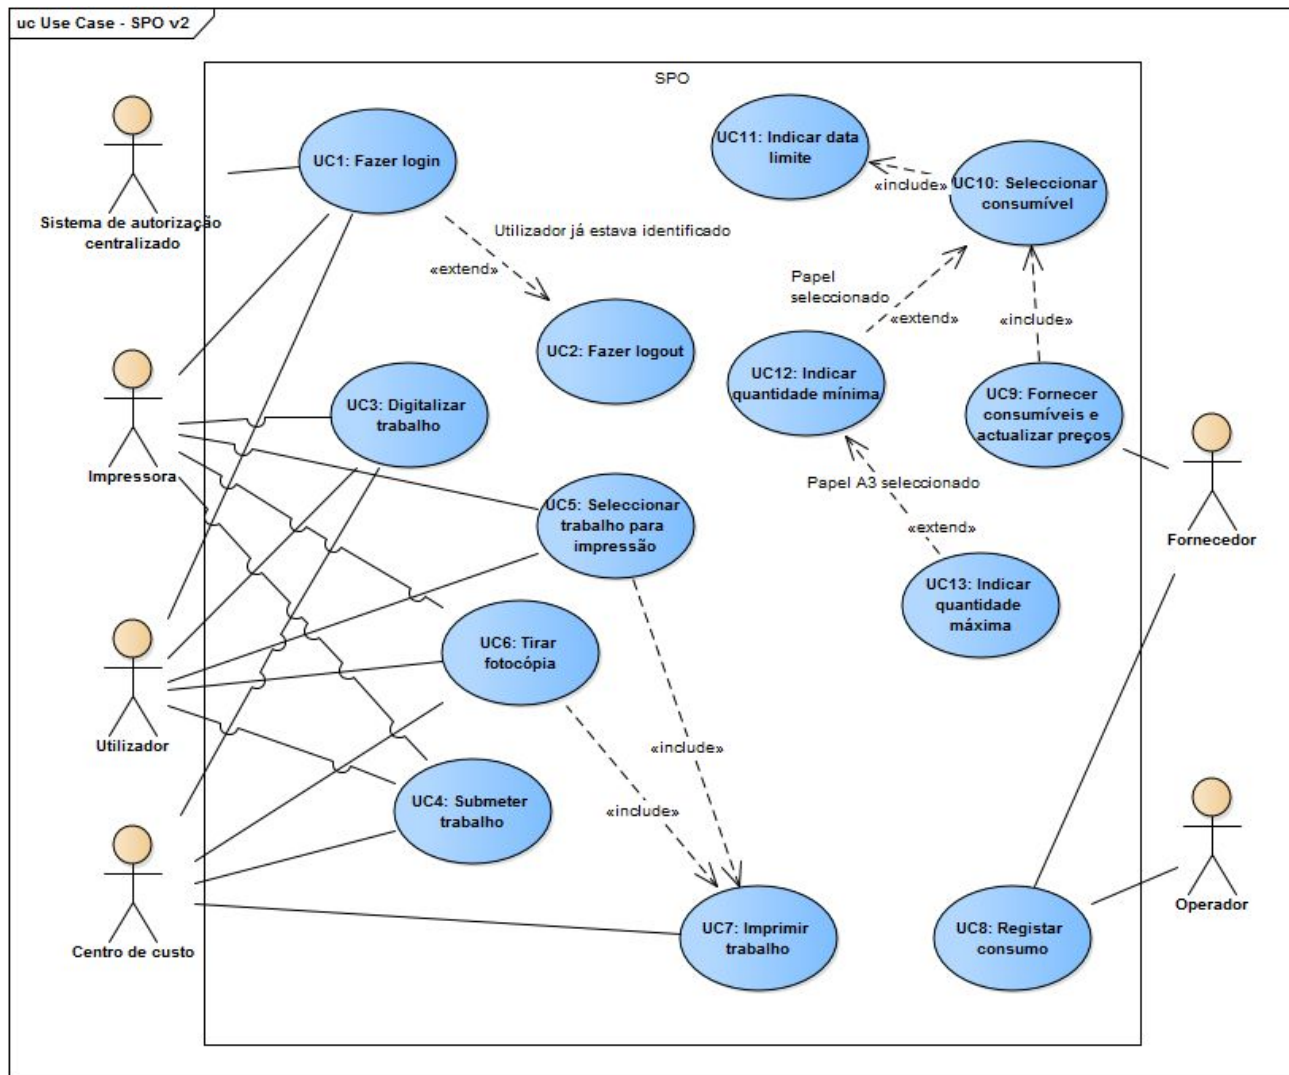 uc Use Case - SPO v2
SPO
Sistema de autorização
centralizado
UC1: Fazer login
UC11: Indicar data
limite
«include»
UC10: Seleccionar
consumível
Utilizador já estava identificado
«extend»
UC2: Fazer logout
Papel
seleccionado
«extend»
«include»
Impressora
UC3: Digitalizar
trabalho
UC12: Indicar
quantidade mínima
UC9: Fornecer
consumíveis e
actualizar preços
Papel A3 seleccionado
«extend»
UC5: Seleccionar
trabalho para
impressão
Fornecedor
UC13: Indicar
quantidade
máxima
UC6: Tirar
fotocópia
Utilizador
«include»
UC4: Submeter
trabalho
«include»
Centro de custo
UC7: Imprimir
trabalho
UC8: Registar
consumo
Operador